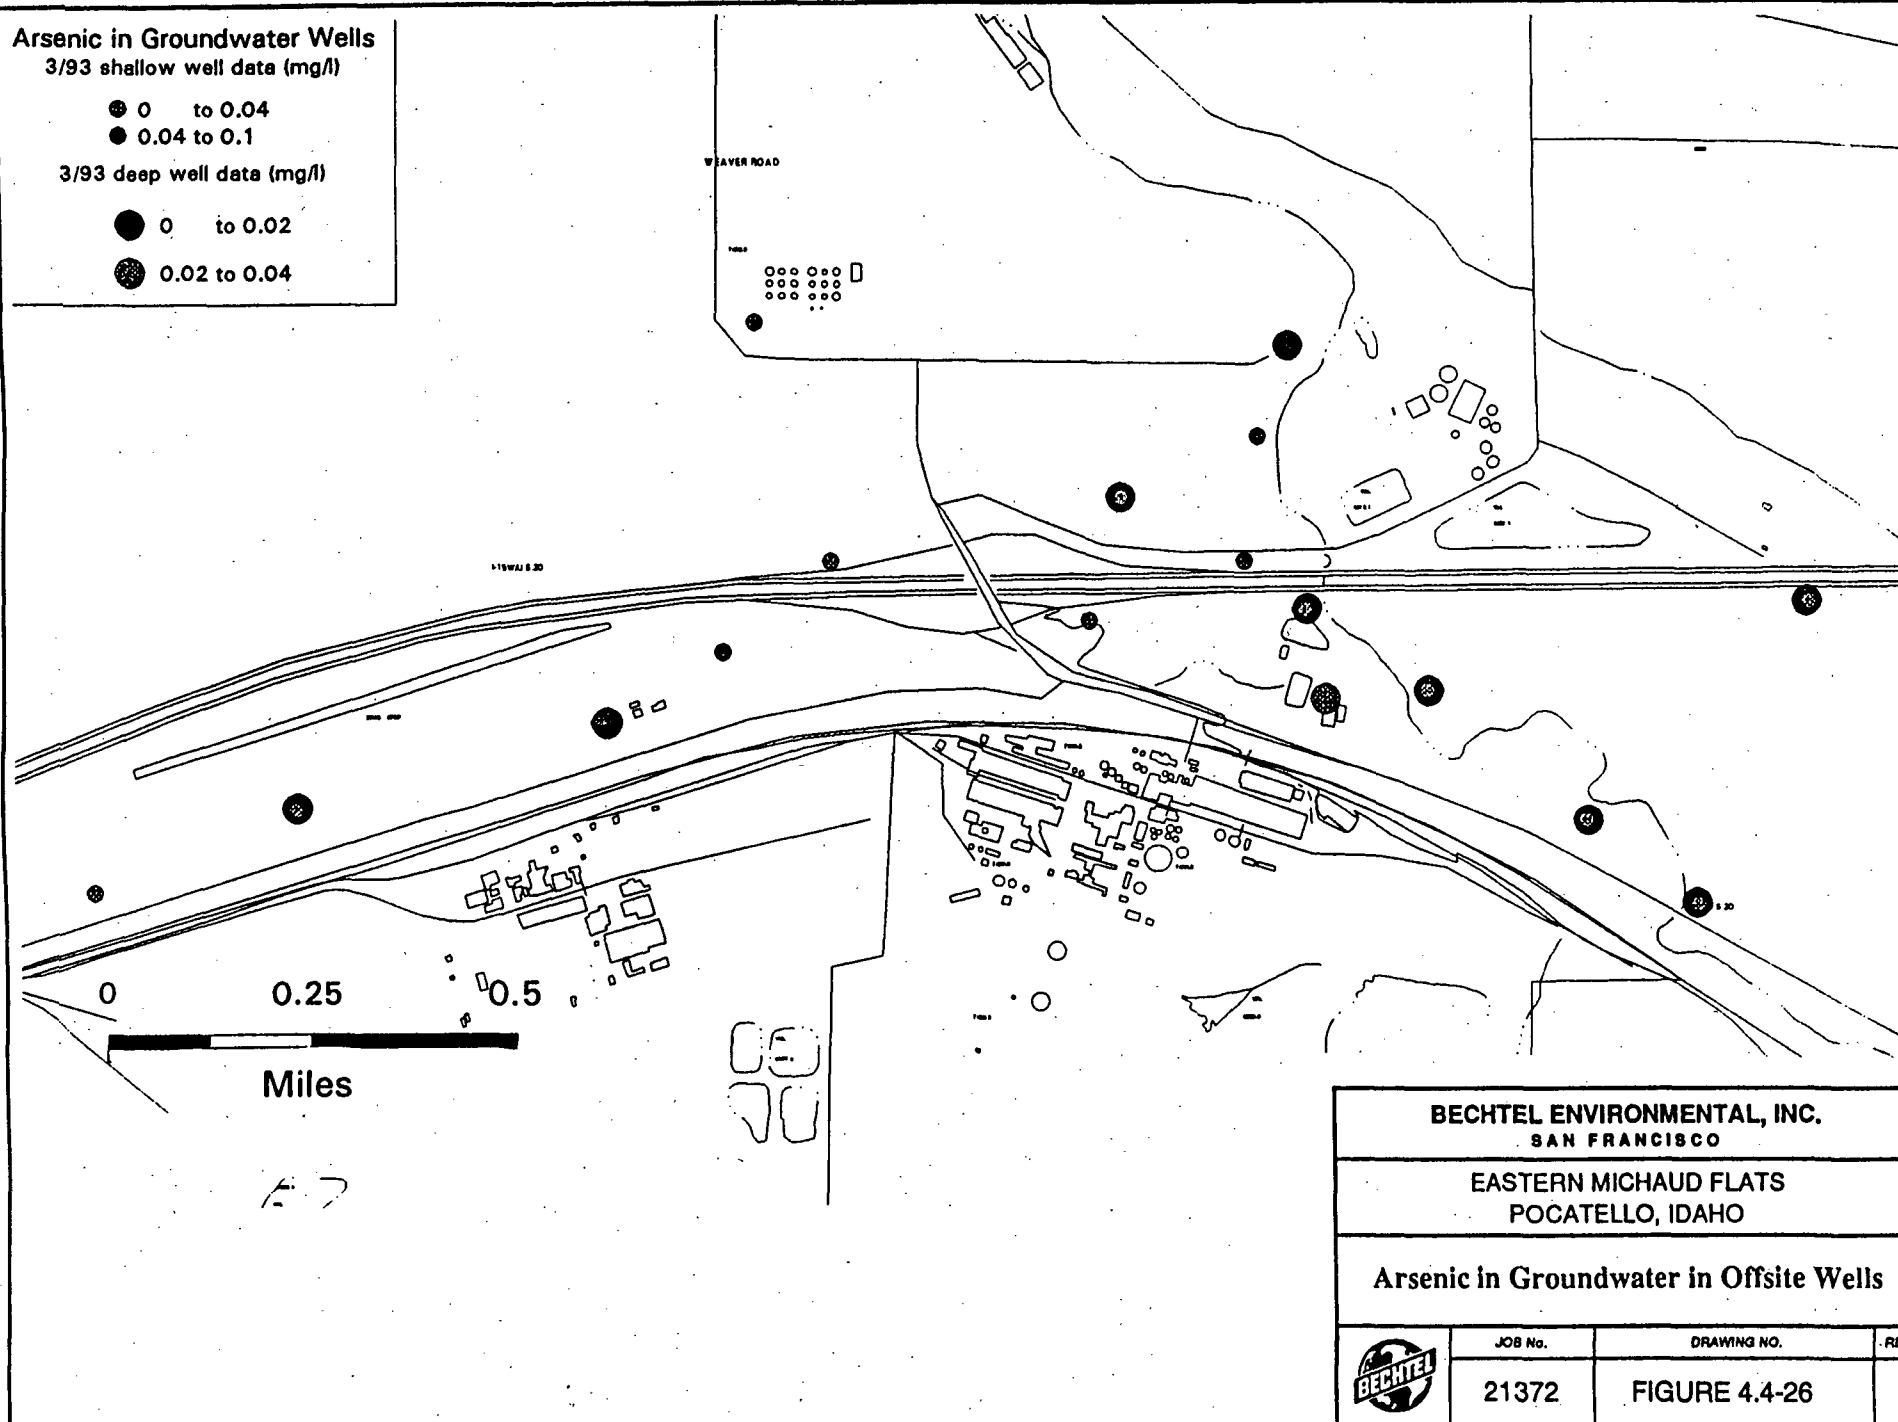 Arsenic in Groundwater Wells
3/93 shallow well data (mg/l)
0 to 0.04
0.04 to 0.1
3/93 deep well data (mg/l)
0 to 0.02
0.02 to 0.04
WEAVER ROAD
0 0.25 0.5
Miles
BECHTEL ENVIRONMENTAL, INC.
SAN FRANCISCO
EASTERN MICHAUD FLATS
POCATELLO, IDAHO
Arsenic in Groundwater in Offsite Wells
BECHTEL
JOB No.
21372
DRAWING NO.
FIGURE 4.4-26